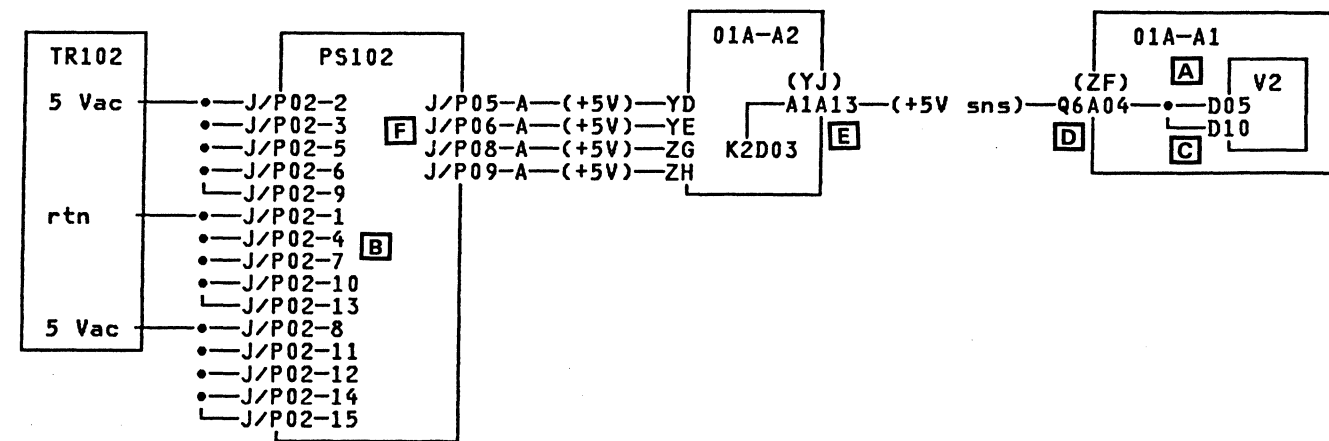 01A-A2
01A-A1
TR102
PS102
A
(YJ)
(ZF)
V2
5 Vac
J/P02-2
J/P05-A—(+5V)—YD
A1A13—(+5V sns)—Q6A04
D05
J/P02-3
F
J/P06-A—(+5V)—YE
D10
J/P02-5
J/P08-A—(+5V)—ZG
K2D03
E
D
C
J/P02-6
J/P09-A—(+5V)—ZH
J/P02-9
rtn
J/P02-1
J/P02-4
B
J/P02-7
J/P02-10
J/P02-13
5 Vac
J/P02-8
J/P02-11
J/P02-12
J/P02-14
J/P02-15